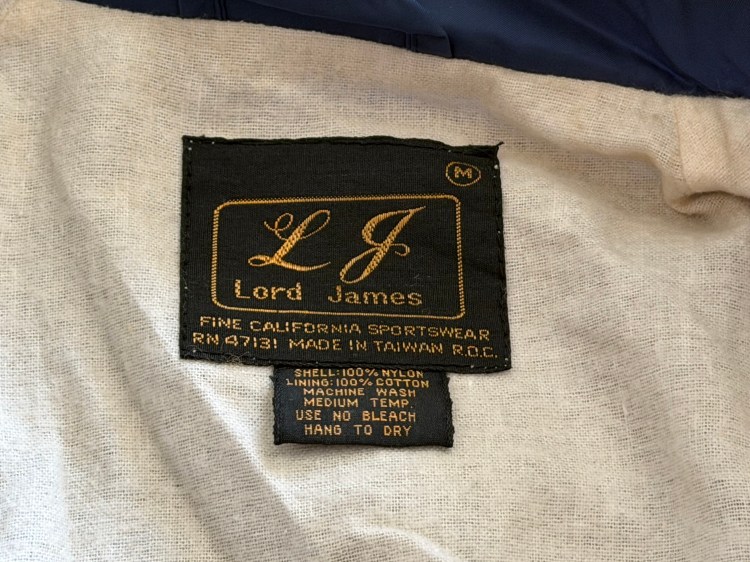 M
L J
Lord James
FINE CALIFORNIA SPORTSWEAR
RN 47131 MADE IN TAIWAN R.O.C.
SHELL:100% NYLON
LINING:100% COTTON
MACHINE WASH
MEDIUM TEMP.
USE NO BLEACH
HANG TO DRY